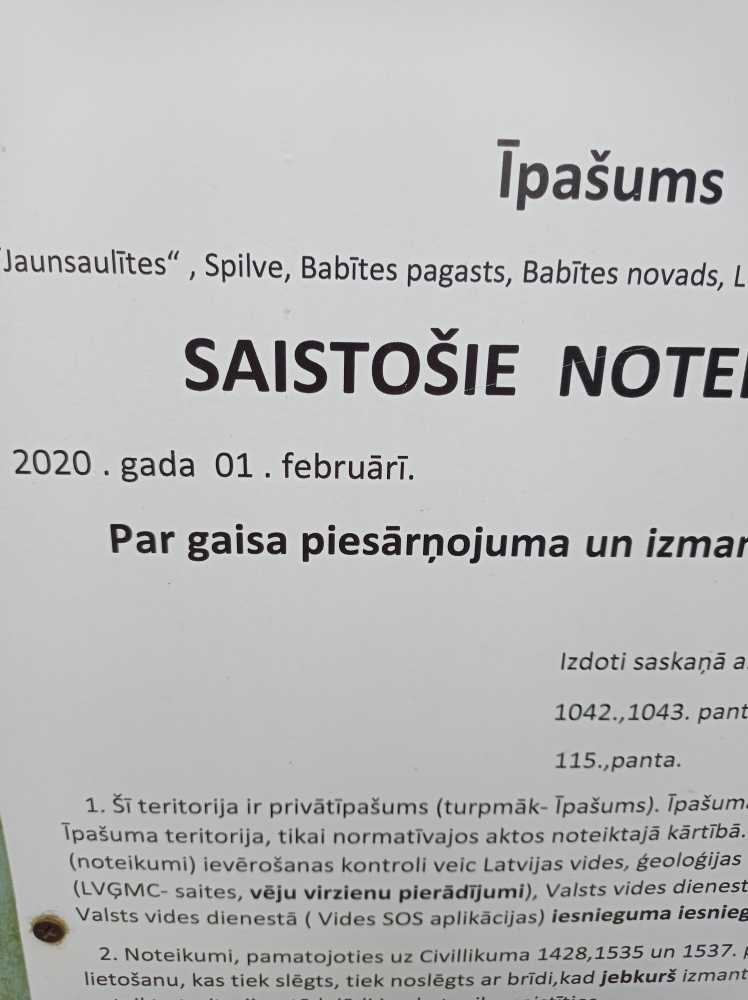 Īpašums
"Jaunsaulītes“ , Spilve, Babītes pagasts, Babītes novads, L
SAISTOŠIE NOTEI
2020 . gada 01 . februārī.
Par gaisa piesārņojuma un izmar
Izdoti saskaņā a
1042.,1043. pant
115.,panta.
1. Šī teritorija ir privātīpašums (turpmāk- Īpašums). Īpašuma
Īpašuma teritorija, tikai normatīvajos aktos noteiktajā kārtībā.
(noteikumi) ievērošanas kontroli veic Latvijas vides, ģeoloģijas
(LVĢMC- saites, vēju virzienu pierādījumi), Valsts vides dienest
Valsts vides dienestā ( Vides SOS aplikācijas) iesnieguma iesnieg
2. Noteikumi, pamatojoties uz Civillikuma 1428,1535 un 1537. p
lietošanu, kas tiek slēgts, tiek noslēgts ar brīdi,kad jebkurš izmant